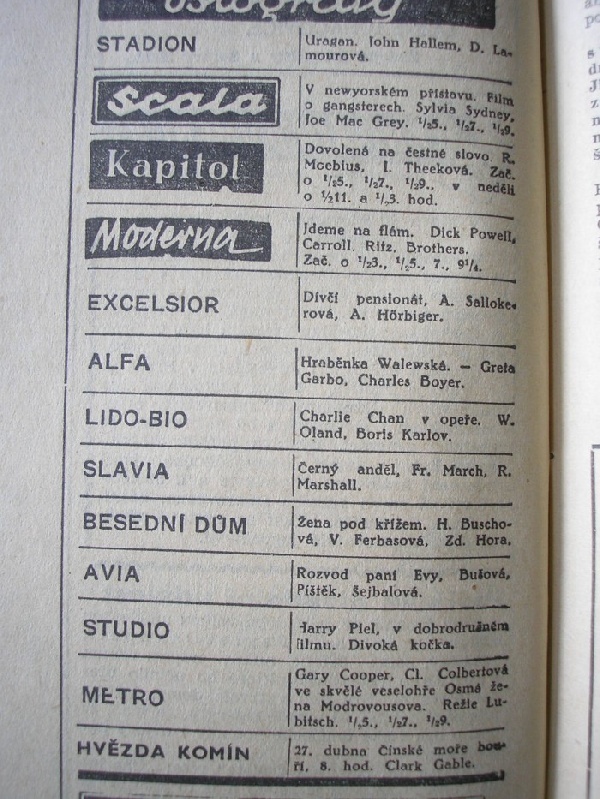 STADION
Uragan. John Hallem, D. La-
mourová.
Scala
V newyorském přístavu. Film
o gangsterech. Sylvia Sydney,
Joe Mac Grey. ½5., ½7., ½9.
Kapitol
Dovolená na čestné slovo R.
Moebius, I. Theeková. Zač.
o ½5., ½7., ½9.. v neděli
o ½11. a ½3. hod.
Moderna
Jdeme na flám. Dick Powell,
Carroll, Ritz, Brothers.
Zač. o ½3., ½5., 7., 9¼.
EXCELSIOR
Dívčí pensionát, A. Salloke-
rová, A. Hörbiger.
ALFA
Hraběnka Walewská. – Greta
Garbo, Charles Boyer.
LIDO-BIO
Charlie Chan v opeře. W.
Oland, Boris Karlov.
SLAVIA
Černý anděl, Fr. March, R.
Marshall.
BESEDNÍ DŮM
Žena pod křížem. H. Buscho-
vá, V. Ferbasová, Zd. Hora.
AVIA
Rozvod paní Evy, Bušová,
Píštěk, Šejbalová.
STUDIO
Harry Piel, v dobrodružném
filmu. Divoká kočka.
METRO
Gary Cooper, Cl. Colbertová
ve skvělé veselohře Osmá že-
na Modrovousova. Režie Lu-
bitsch. ½5., ½7., ½9.
HVĚZDA KOMÍN
27. dubna Čínské moře bou-
ří. 8. hod. Clark Gable.